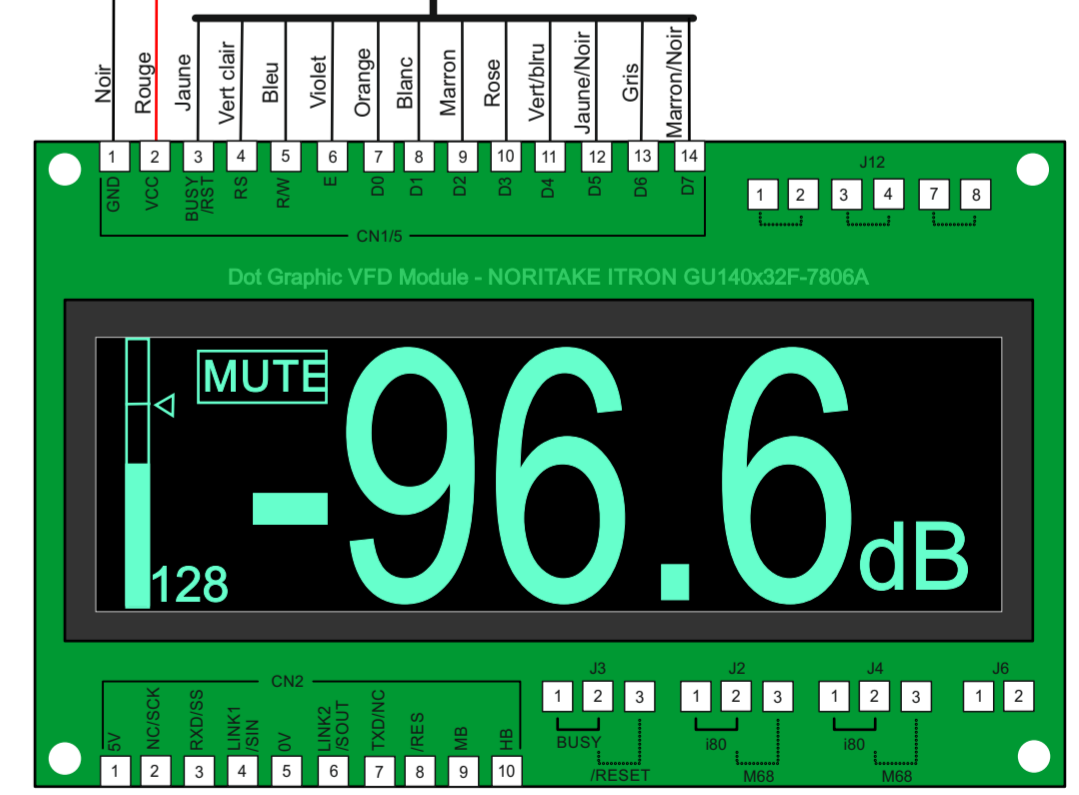 Noir Rouge Jaune Vert clair Bleu Violet Orange Blanc Marron Rose Vert/blru Jaune/Noir Gris Marron/Noir
1 2 3 4 5 6 7 8 9 10 11 12 13 14
GND VCC BUSY/RST RS R/W E D0 D1 D2 D3 D4 D5 D6 D7
CN1/5
J12
1 2 3 4 7 8
Dot Graphic VFD Module - NORITAKE ITRON GU140x32F-7806A
MUTE
-96.6dB
128
CN2
5V NC/SCK RXD/SS LINK1/SIN 0V LINK2/SOUT TXD/NC /RES MB HB
1 2 3 4 5 6 7 8 9 10
J3
1 2 3
BUSY
/RESET
J2
1 2 3
i80
M68
J4
1 2 3
i80
M68
J6
1 2